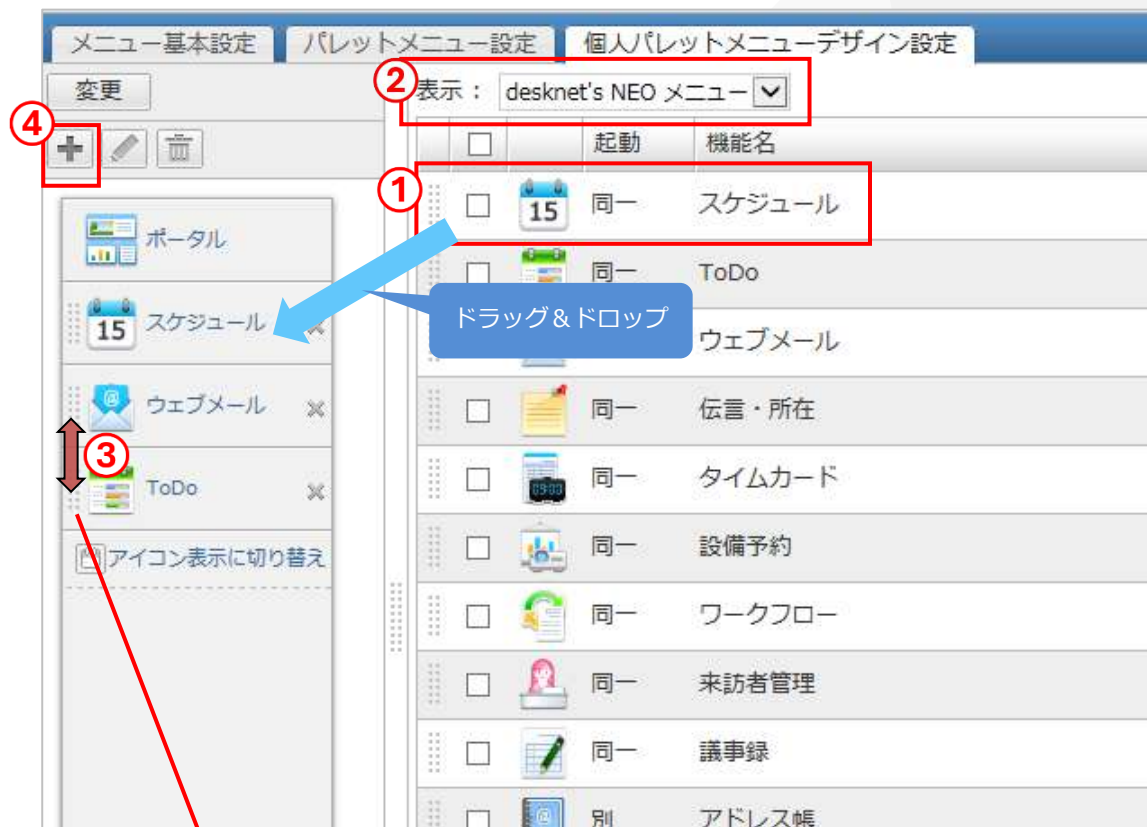 メニュー基本設定 パレットメニュー設定 個人パレットメニューデザイン設定
変更
② 表示： desknet's NEO メニュー
④
起動 機能名
① 15 同一 スケジュール
ポータル
同一 ToDo
15 スケジュール
ドラッグ＆ドロップ
ウェブメール
ウェブメール
同一 伝言・所在
③
ToDo
同一 タイムカード
アイコン表示に切り替え
同一 設備予約
同一 ワークフロー
同一 来訪者管理
同一 議事録
別 アドレス帳